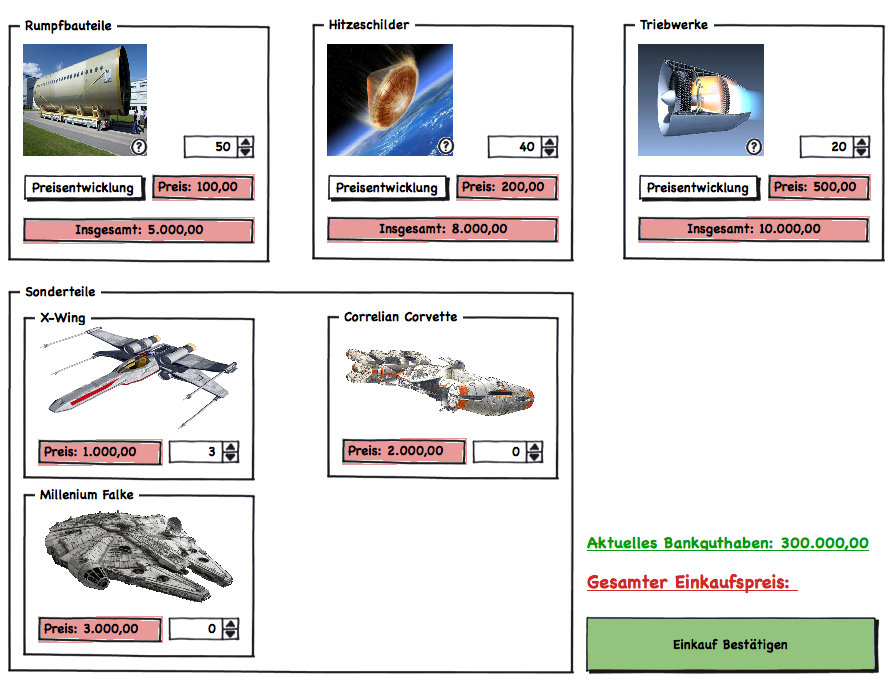 Rumpfbauteile
?
50
Preisentwicklung
Preis: 100,00
Insgesamt: 5.000,00
Hitzeschilder
?
40
Preisentwicklung
Preis: 200,00
Insgesamt: 8.000,00
Triebwerke
?
20
Preisentwicklung
Preis: 500,00
Insgesamt: 10.000,00
Sonderteile
X-Wing
Preis: 1.000,00
3
Correlian Corvette
Preis: 2.000,00
0
Millenium Falke
Preis: 3.000,00
0
Aktuelles Bankguthaben: 300.000,00
Gesamter Einkaufspreis:
Einkauf Bestätigen